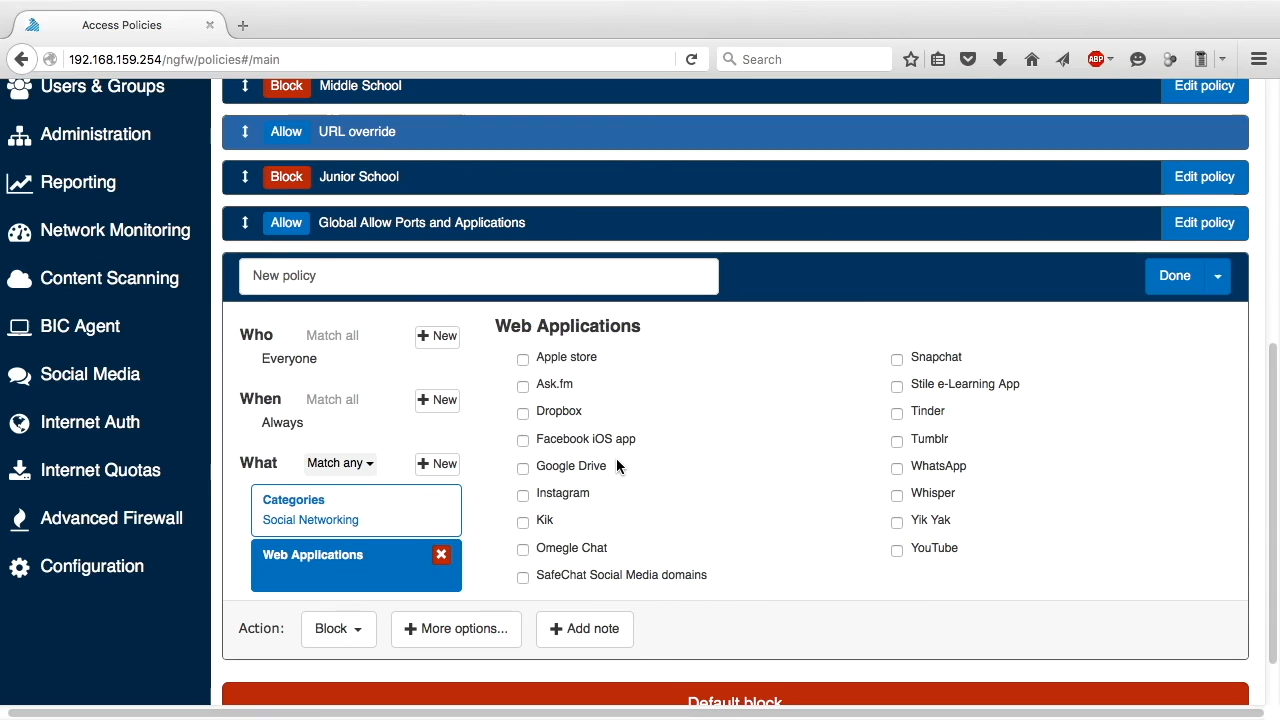 Access Policies
192.168.159.254/ngfw/policies#/main
Search
ABP
Users & Groups
Administration
Reporting
Network Monitoring
Content Scanning
BIC Agent
Social Media
Internet Auth
Internet Quotas
Advanced Firewall
Configuration
Block Middle School Edit policy
Allow URL override
Block Junior School Edit policy
Allow Global Allow Ports and Applications Edit policy
New policy Done
Who Match all + New
Everyone
When Match all + New
Always
What Match any + New
Categories
Social Networking
Web Applications
Web Applications
Apple store
Ask.fm
Dropbox
Facebook iOS app
Google Drive
Instagram
Kik
Omegle Chat
SafeChat Social Media domains
Snapchat
Stile e-Learning App
Tinder
Tumblr
WhatsApp
Whisper
Yik Yak
YouTube
Action: Block + More options... + Add note
Default block